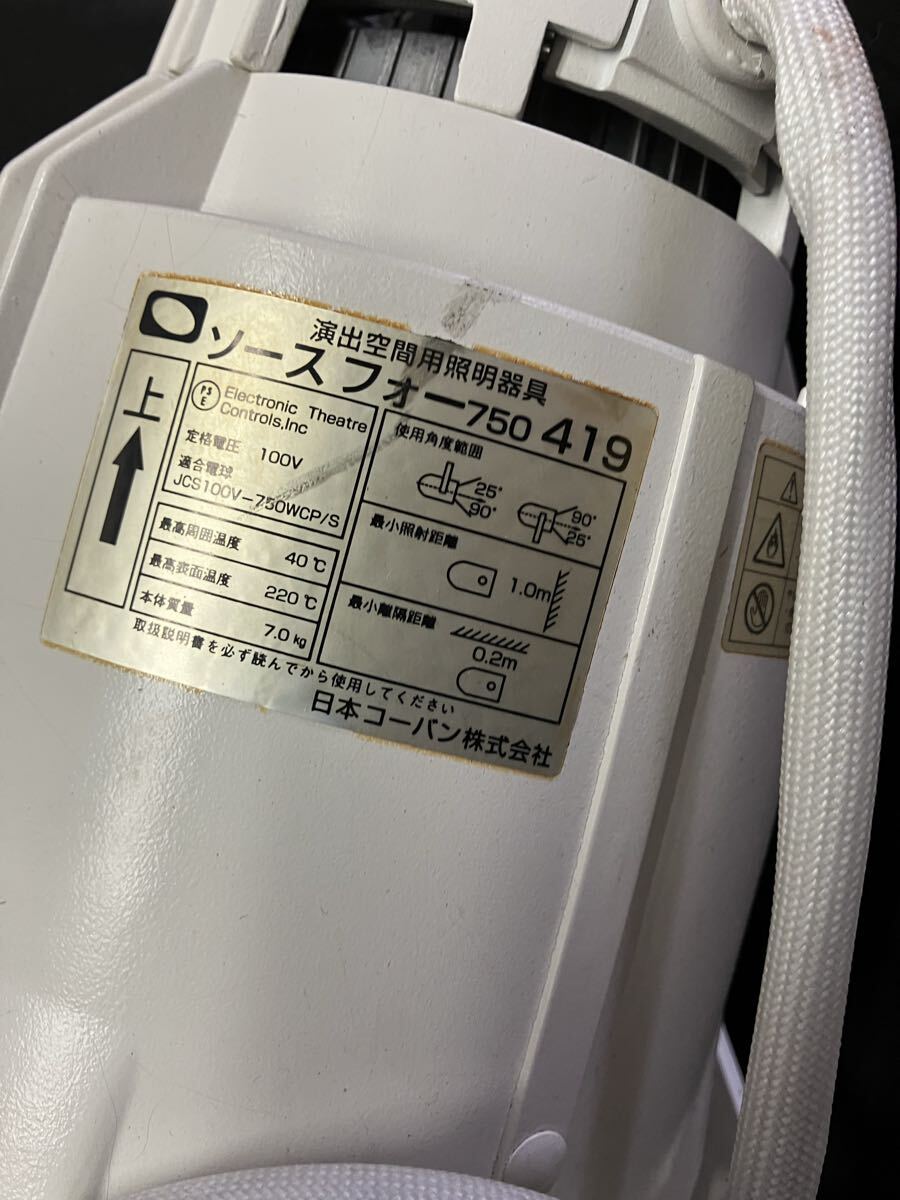 演出空間用照明器具
ソースフォー750 419
上
PS
E
Electronic Theatre
Controls,Inc
定格電圧 100V
適合電球
JCS100V-750WCP/S
最高周囲温度 40℃
最高表面温度 220℃
本体質量 7.0kg
使用角度範囲
25°
90°
90°
25°
最小照射距離
1.0m
最小離隔距離
0.2m
取扱説明書を必ず読んでから使用してください
日本コーバン株式会社